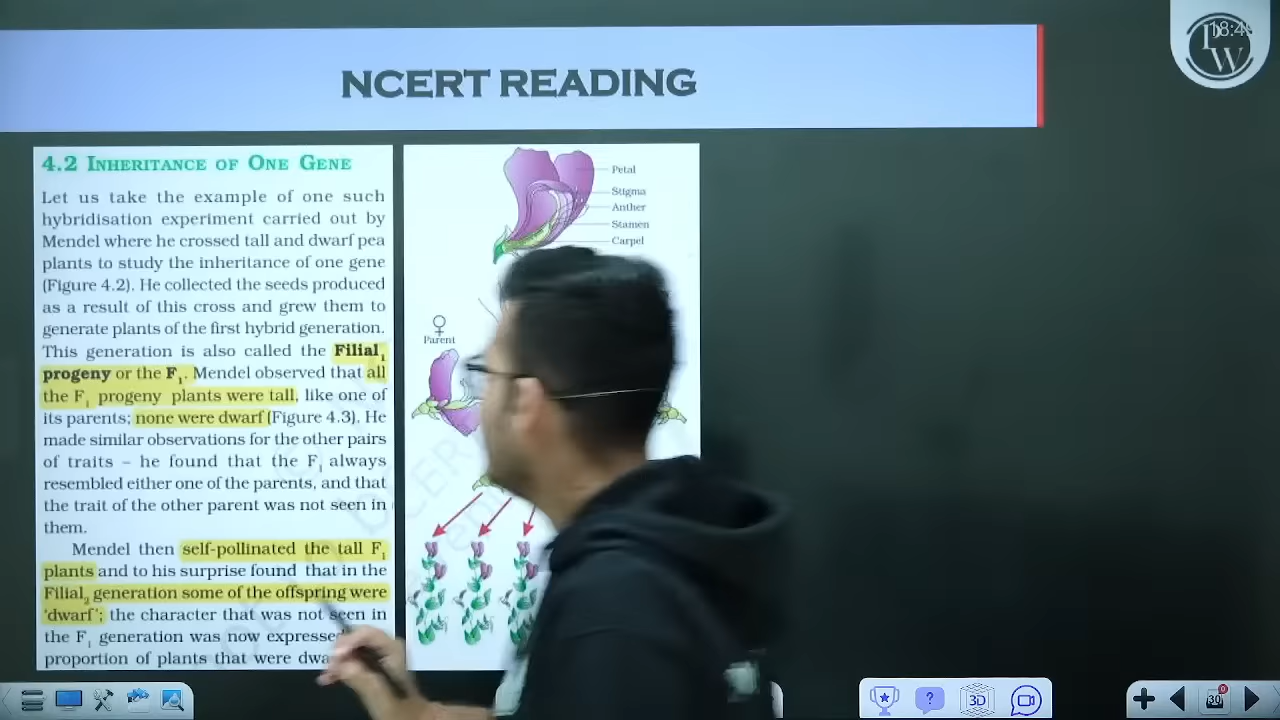 NCERT READING
18:4
W
4.2 INHERITANCE OF ONE GENE
Let us take the example of one such
hybridisation experiment carried out by
Mendel where he crossed tall and dwarf pea
plants to study the inheritance of one gene
(Figure 4.2). He collected the seeds produced
as a result of this cross and grew them to
generate plants of the first hybrid generation.
This generation is also called the Filial₁
progeny or the F₁. Mendel observed that all
the F₁ progeny plants were tall, like one of
its parents; none were dwarf (Figure 4.3). He
made similar observations for the other pairs
of traits – he found that the F₁ always
resembled either one of the parents, and that
the trait of the other parent was not seen in
them.
Mendel then self-pollinated the tall F₁
plants and to his surprise found that in the
Filial₂ generation some of the offspring were
'dwarf'; the character that was not seen in
the F₁ generation was now expressed
proportion of plants that were
Petal
Stigma
Anther
Stamen
Carpel
Parent
?
3D
30